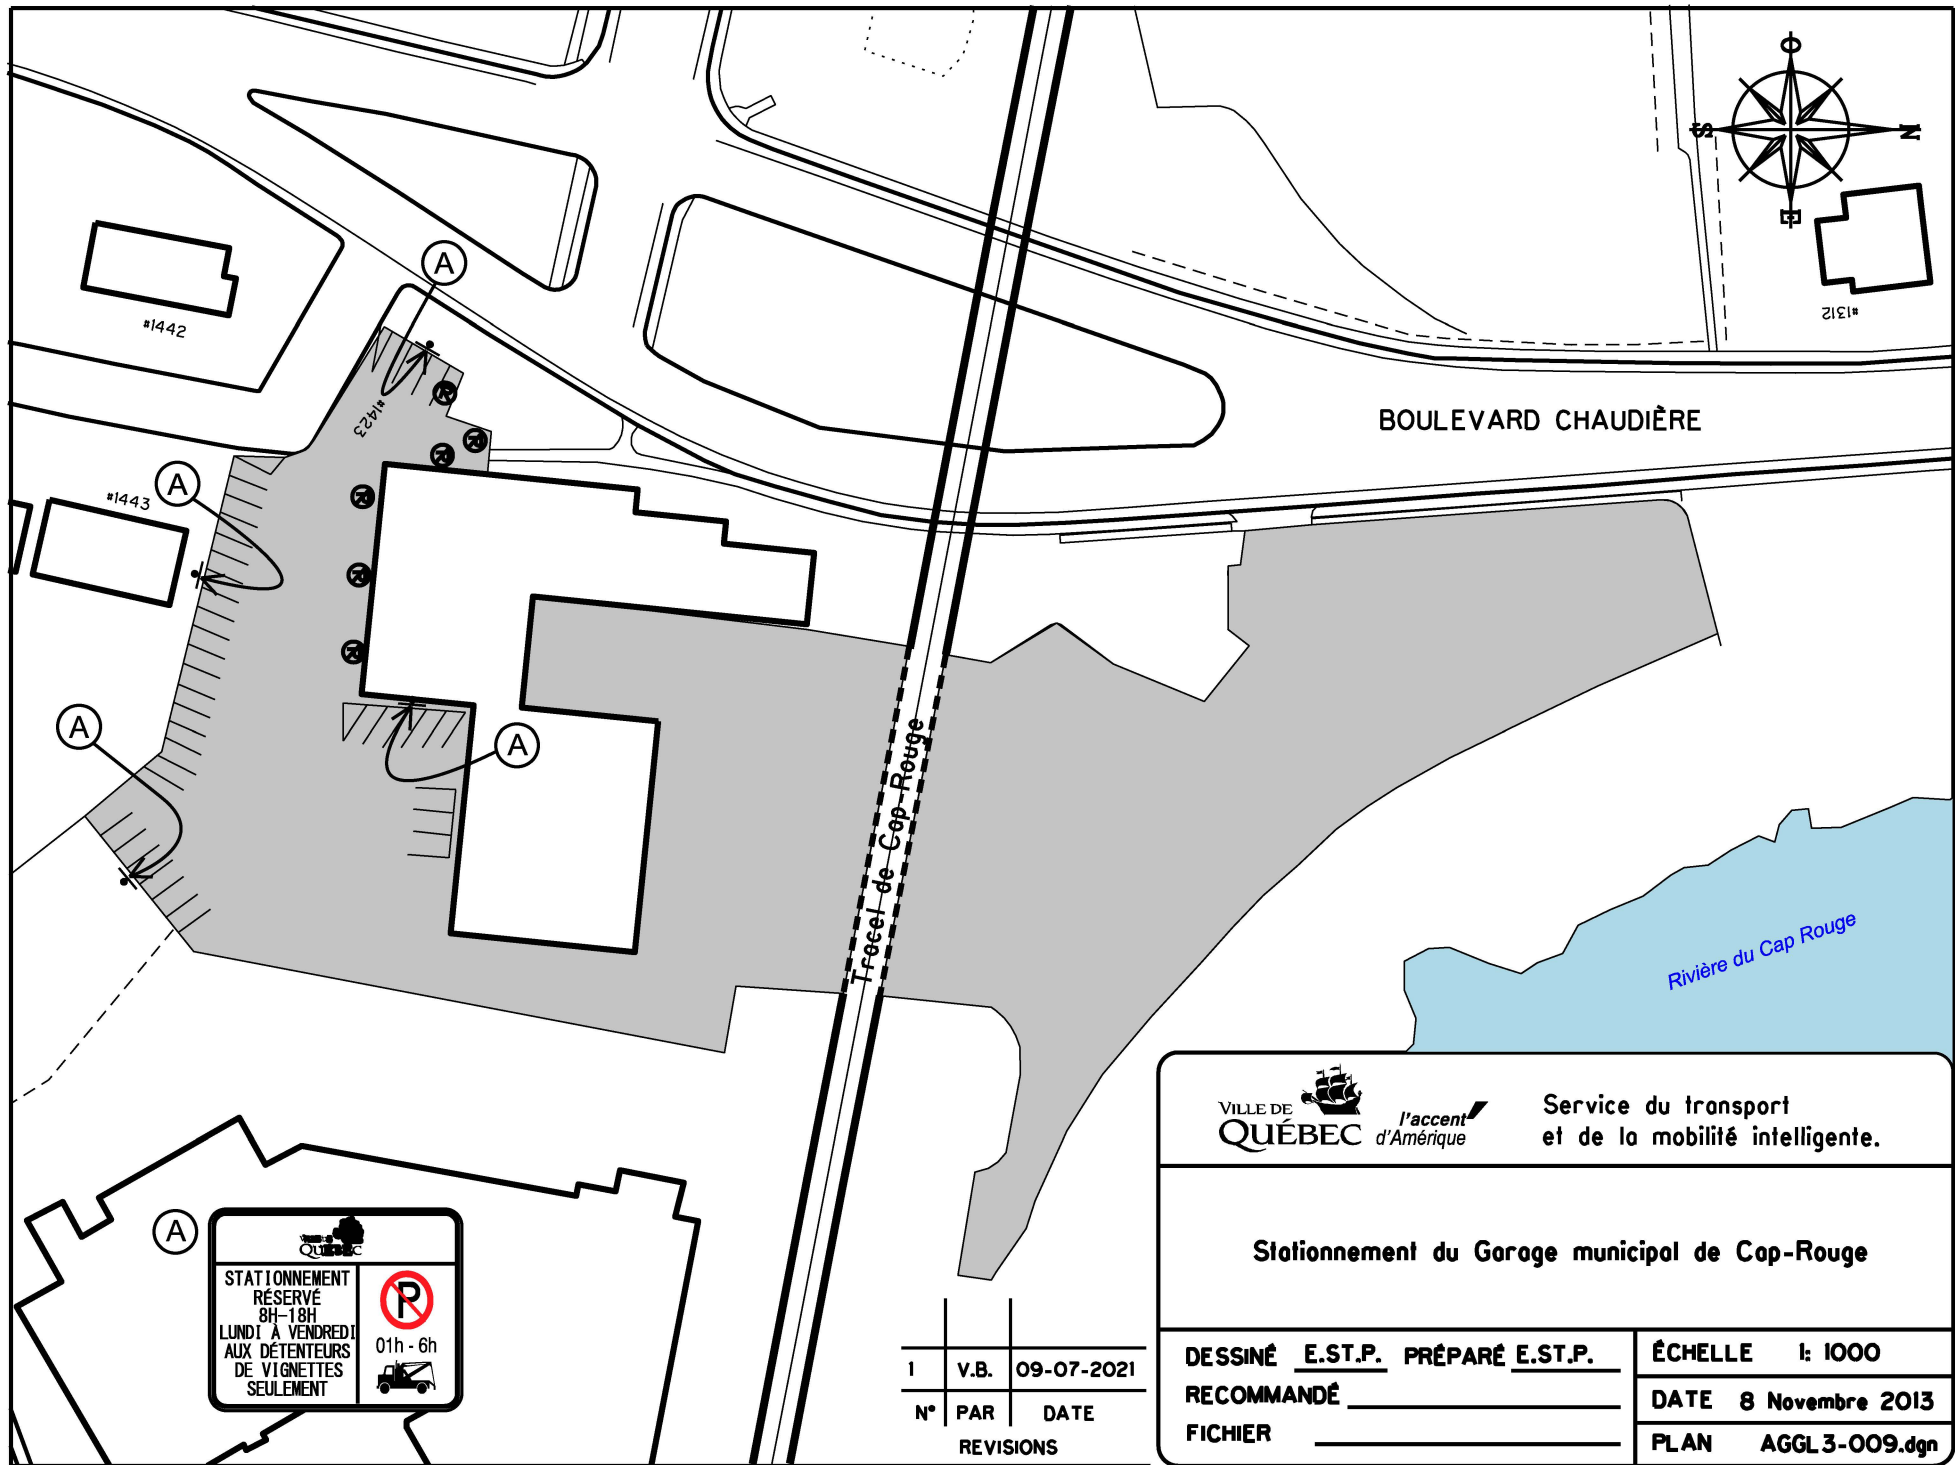 O
S
N
E
A
#1442
#1312
#1423
BOULEVARD CHAUDIÈRE
A
#1443
R
R
R
R
R
R
A
A
Tracel de Cap-Rouge
Rivière du Cap Rouge
A
QUÉBEC
STATIONNEMENT
RÉSERVÉ
8H-18H
LUNDI À VENDREDI
AUX DÉTENTEURS
DE VIGNETTES
SEULEMENT
P
01h - 6h
1 V.B. 09-07-2021
N° PAR DATE
REVISIONS
VILLE DE
QUÉBEC
l'accent
d'Amérique
Service du transport
et de la mobilité intelligente.
Stationnement du Garage municipal de Cap-Rouge
DESSINÉ E.ST.P. PRÉPARÉ E.ST.P.
RECOMMANDÉ
FICHIER
ÉCHELLE 1: 1000
DATE 8 Novembre 2013
PLAN AGGL3-009.dgn